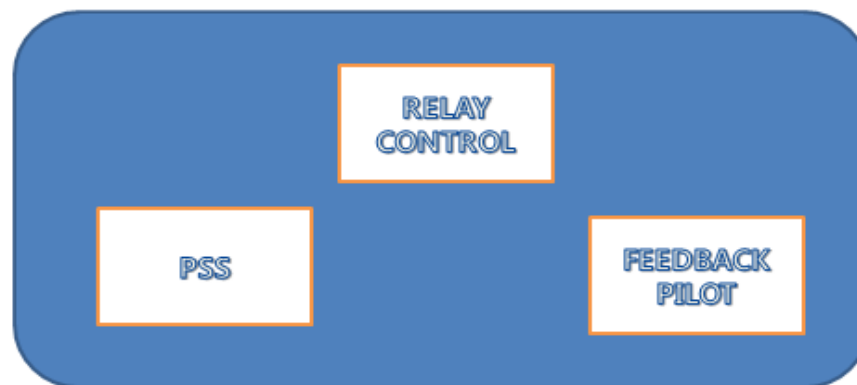 RELAY
CONTROL
PSS
FEEDBACK
PILOT